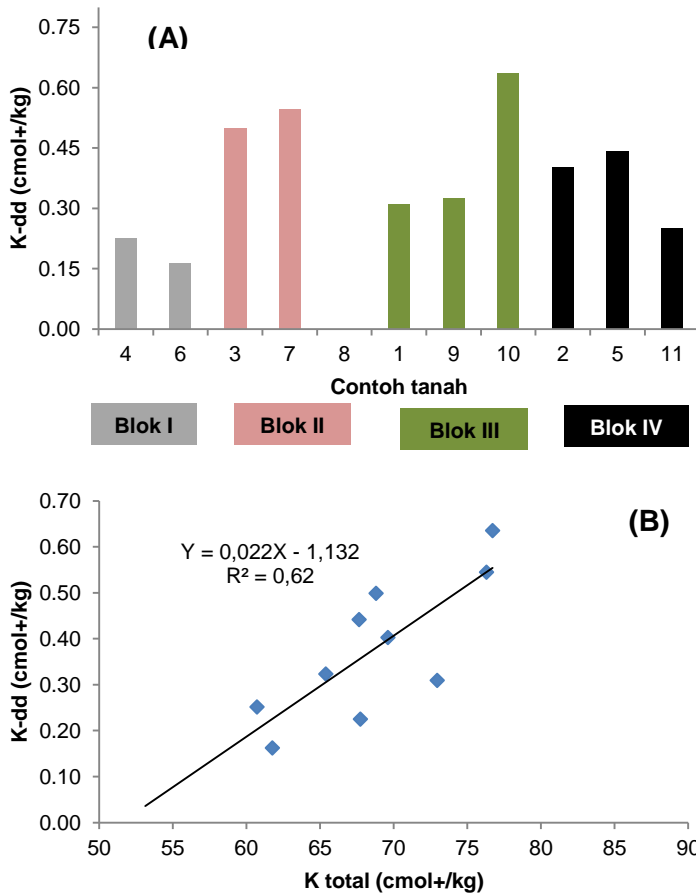 (A)
K-dd (cmol+/kg)
0.75
0.60
0.45
0.30
0.15
0.00
4 6 3 7 8 1 9 10 2 5 11
Contoh tanah
Blok I Blok II Blok III Blok IV
(B)
K-dd (cmol+/kg)
0.70
0.60
0.50
0.40
0.30
0.20
0.10
0.00
Y = 0,022X - 1,132
R² = 0,62
50 55 60 65 70 75 80 85 90
K total (cmol+/kg)